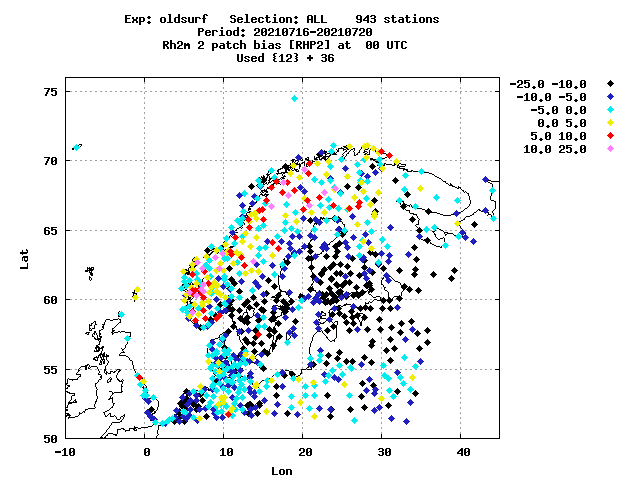 Exp: oldsurf   Selection: ALL    943 stations
Period: 20210716-20210720
Rh2m 2 patch bias [RHP2] at  00 UTC
Used {12} + 36
-25.0 -10.0
-10.0 -5.0
-5.0 0.0
0.0 5.0
5.0 10.0
10.0 25.0
75
70
65
60
55
50
Lat
-10 0 10 20 30 40
Lon